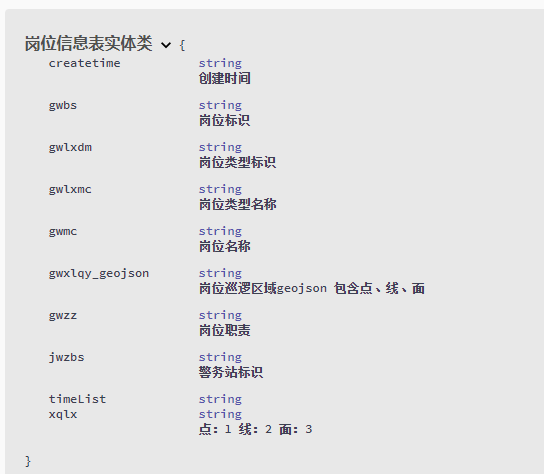 岗位信息表实体类 {
createtime string
创建时间
gwbs string
岗位标识
gwlxdm string
岗位类型标识
gwlxmc string
岗位类型名称
gwmc string
岗位名称
gwxlqy_geojson string
岗位巡逻区域geojson 包含点、线、面
gwzz string
岗位职责
jwzbs string
警务站标识
timeList string
xqlx string
点: 1 线: 2 面: 3
}